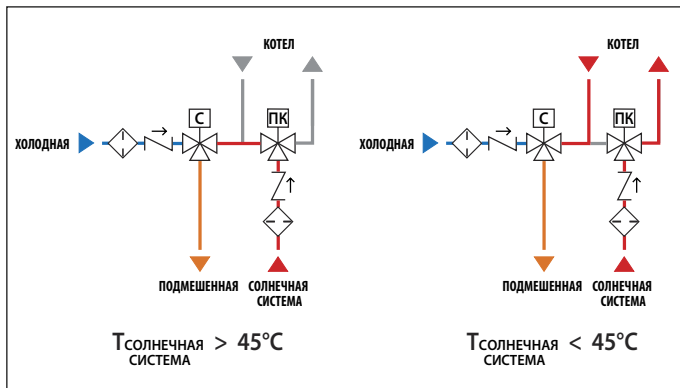 КОТЕЛ
С
ПК
ХОЛОДНАЯ
ПОДМЕШЕННАЯ
СОЛНЕЧНАЯ
СИСТЕМА
TСОЛНЕЧНАЯ > 45°C
СИСТЕМА
КОТЕЛ
С
ПК
ХОЛОДНАЯ
ПОДМЕШЕННАЯ
СОЛНЕЧНАЯ
СИСТЕМА
TСОЛНЕЧНАЯ < 45°C
СИСТЕМА